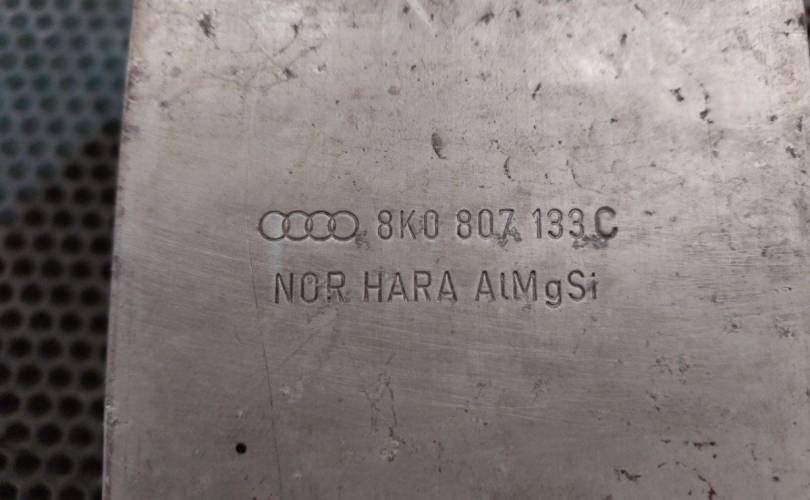 8K0 807 133 C
NOR HARA AlMgSi